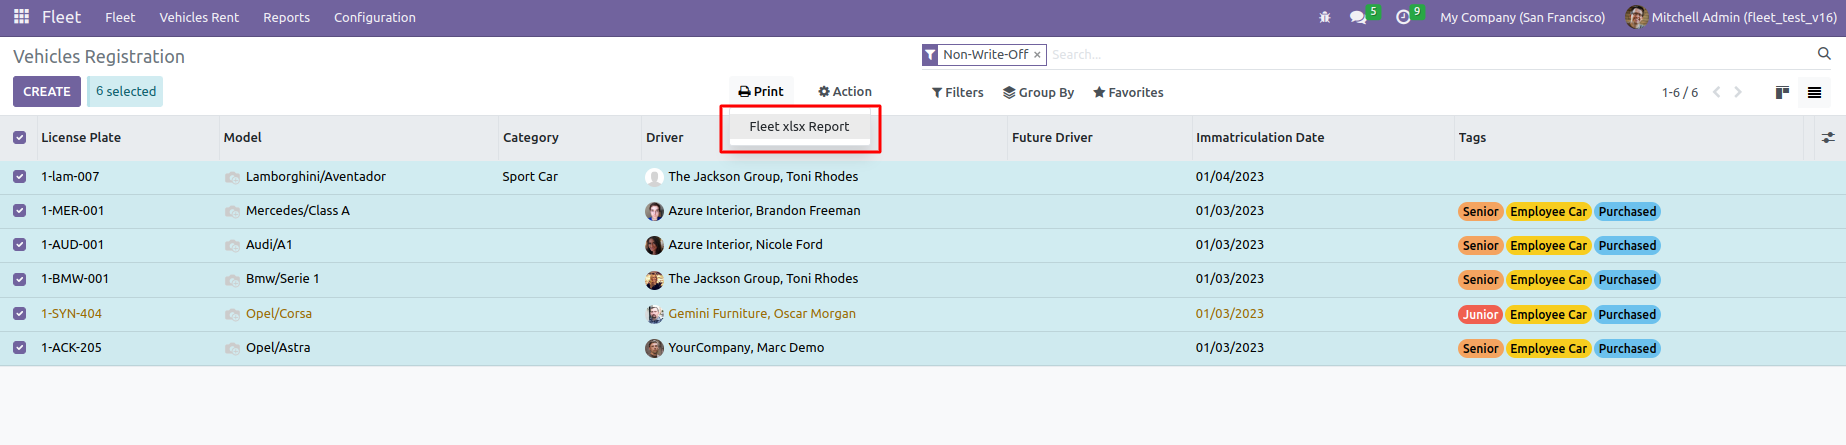 Fleet Fleet Vehicles Rent Reports Configuration 5 9 My Company (San Francisco) Mitchell Admin (fleet_test_v16)
Vehicles Registration Non-Write-Off × Search...
CREATE 6 selected Print Action Filters Group By Favorites 1-6 / 6
Fleet xlsx Report
License Plate Model Category Driver Future Driver Immatriculation Date Tags
1-lam-007 Lamborghini/Aventador Sport Car The Jackson Group, Toni Rhodes 01/04/2023
1-MER-001 Mercedes/Class A Azure Interior, Brandon Freeman 01/03/2023 Senior Employee Car Purchased
1-AUD-001 Audi/A1 Azure Interior, Nicole Ford 01/03/2023 Senior Employee Car Purchased
1-BMW-001 Bmw/Serie 1 The Jackson Group, Toni Rhodes 01/03/2023 Senior Employee Car Purchased
1-SYN-404 Opel/Corsa Gemini Furniture, Oscar Morgan 01/03/2023 Junior Employee Car Purchased
1-ACK-205 Opel/Astra YourCompany, Marc Demo 01/03/2023 Senior Employee Car Purchased